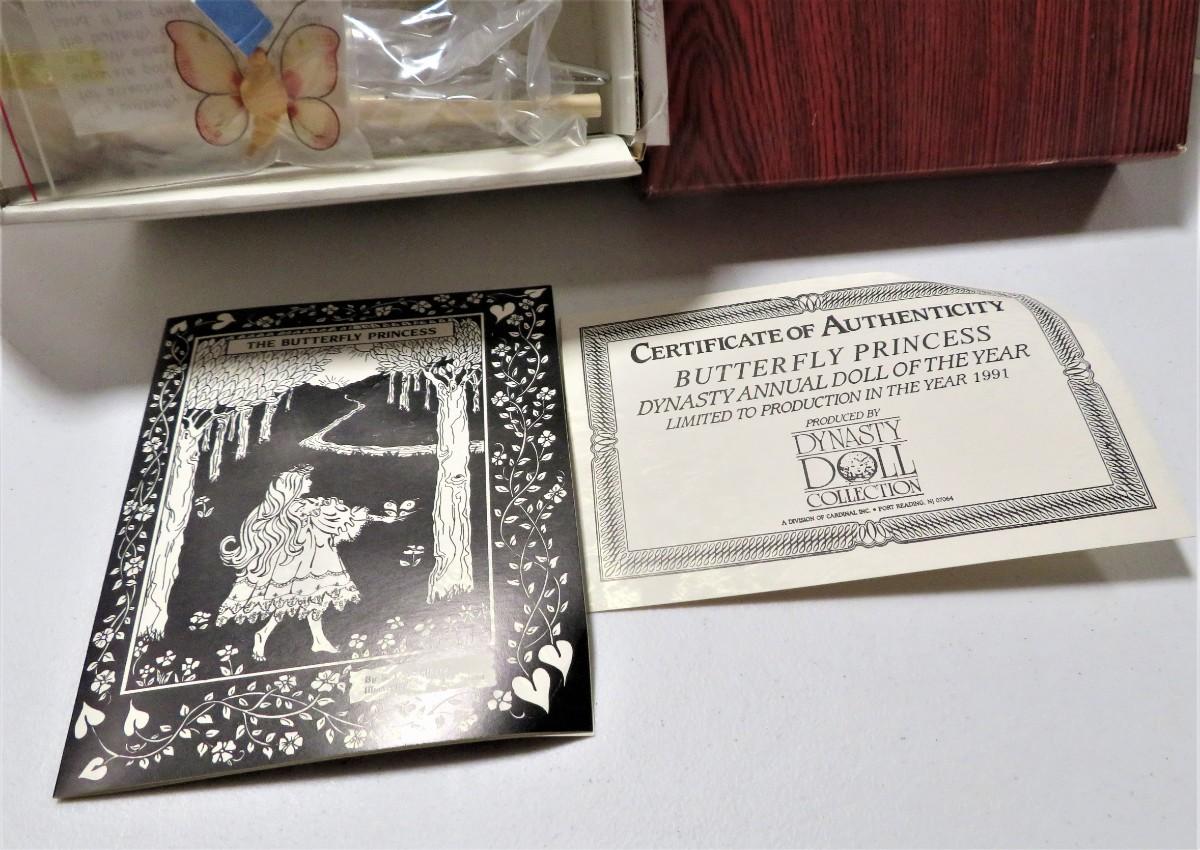 THE BUTTERFLY PRINCESS
By
CERTIFICATE OF AUTHENTICITY
BUTTERFLY PRINCESS
DYNASTY ANNUAL DOLL OF THE YEAR
LIMITED TO PRODUCTION IN THE YEAR 1991
PRODUCED BY
DYNASTY
DOLL
COLLECTION
A DIVISION OF CARDINAL INC. • PORT READING, NJ 07064